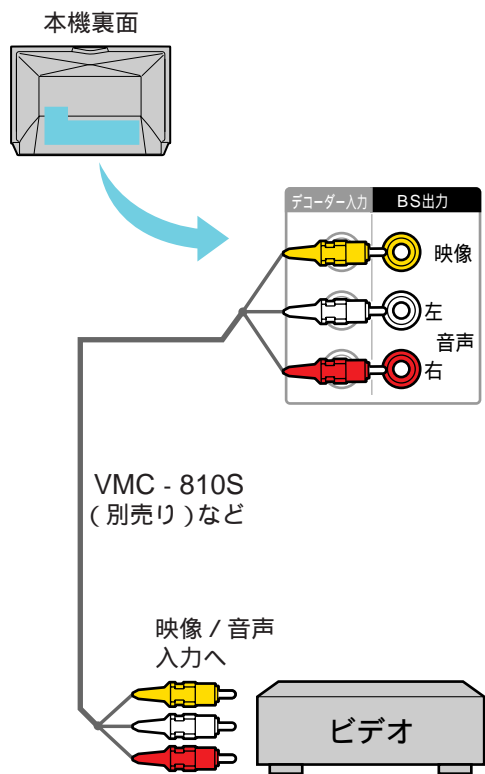 本機裏面
デコーダー入力 BS出力
映像
左
音声
右
VMC - 810S
(別売り)など
映像 / 音声
入力へ
ビデオ